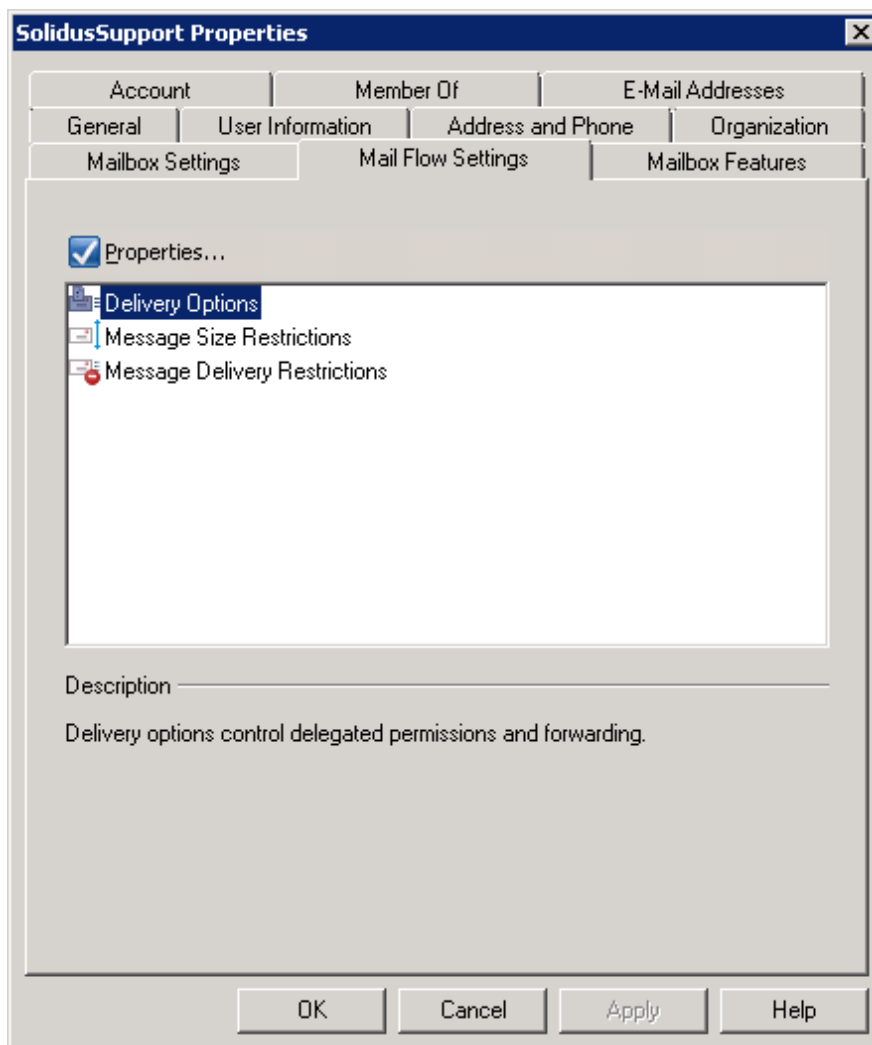 SolidusSupport Properties
Account Member Of E-Mail Addresses
General User Information Address and Phone Organization
Mailbox Settings Mail Flow Settings Mailbox Features
Properties...
Delivery Options
Message Size Restrictions
Message Delivery Restrictions
Description
Delivery options control delegated permissions and forwarding.
OK Cancel Apply Help